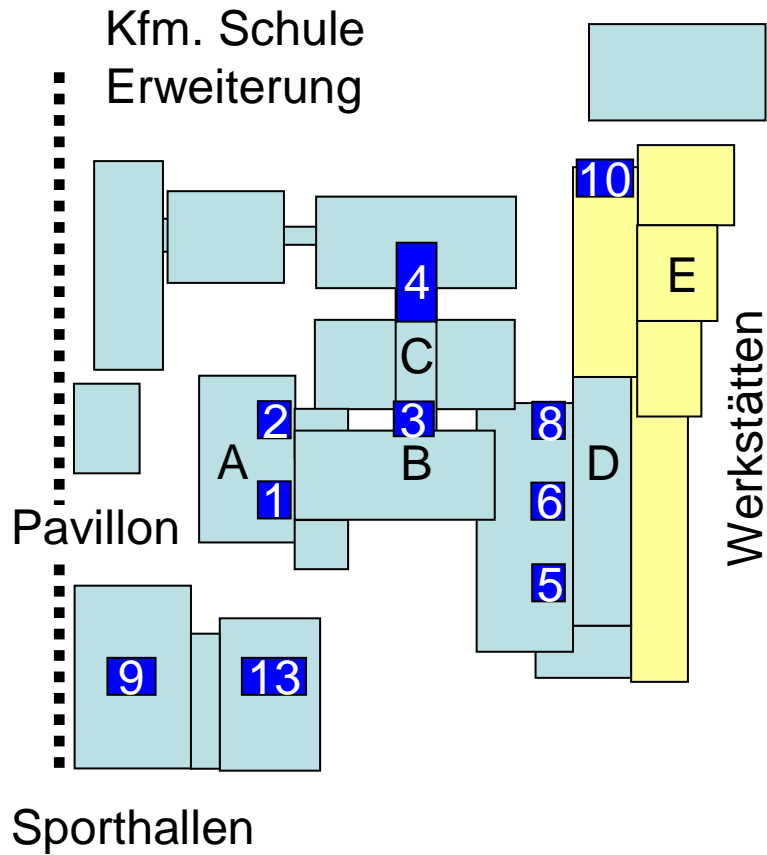 Kfm. Schule
Erweiterung
10
4
E
C
2
3
8
A
B
D
1
6
Werkstätten
Pavillon
5
9
13
Sporthallen